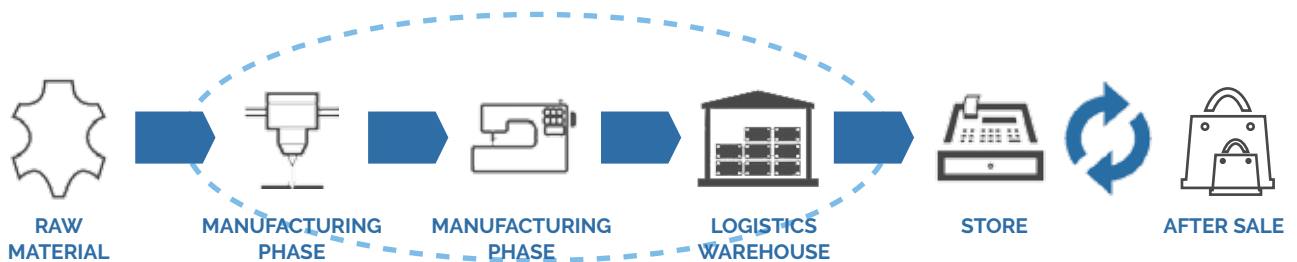 RAW
MATERIAL
MANUFACTURING
PHASE
MANUFACTURING
PHASE
LOGISTICS
WAREHOUSE
STORE
AFTER SALE